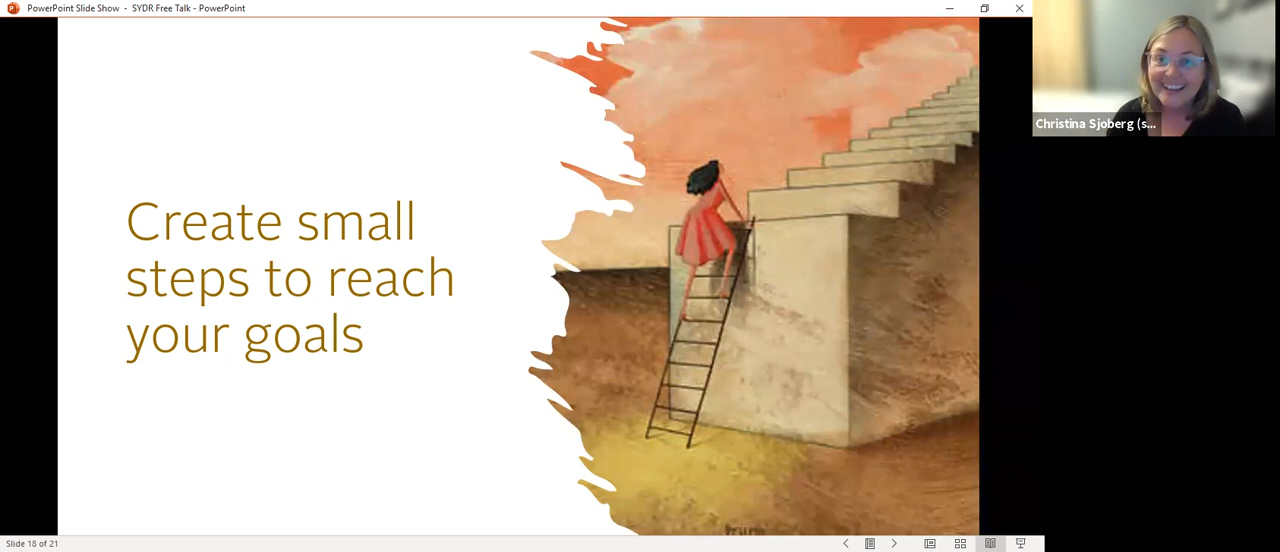 PowerPoint Slide Show - SYDR Free Talk - PowerPoint
Christina Sjoberg (s...
Create small
steps to reach
your goals
Slide 18 of 21